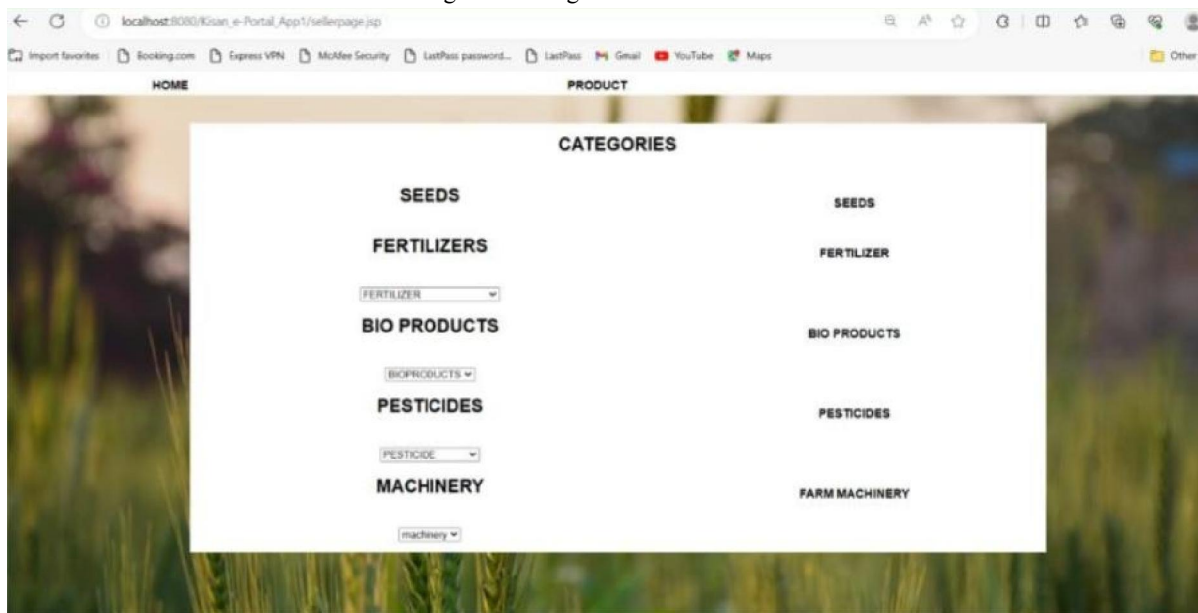 localhost:8080/Kisan_e-Portal_App1/sellerpage.jsp
Import favorites Booking.com Express VPN McAfee Security LastPass password... LastPass Gmail YouTube Maps Other
HOME PRODUCT
CATEGORIES
SEEDS SEEDS
FERTILIZERS FERTILIZER
FERTILIZER
BIO PRODUCTS BIO PRODUCTS
BIOPRODUCTS
PESTICIDES PESTICIDES
PESTICIDE
MACHINERY FARM MACHINERY
machinery